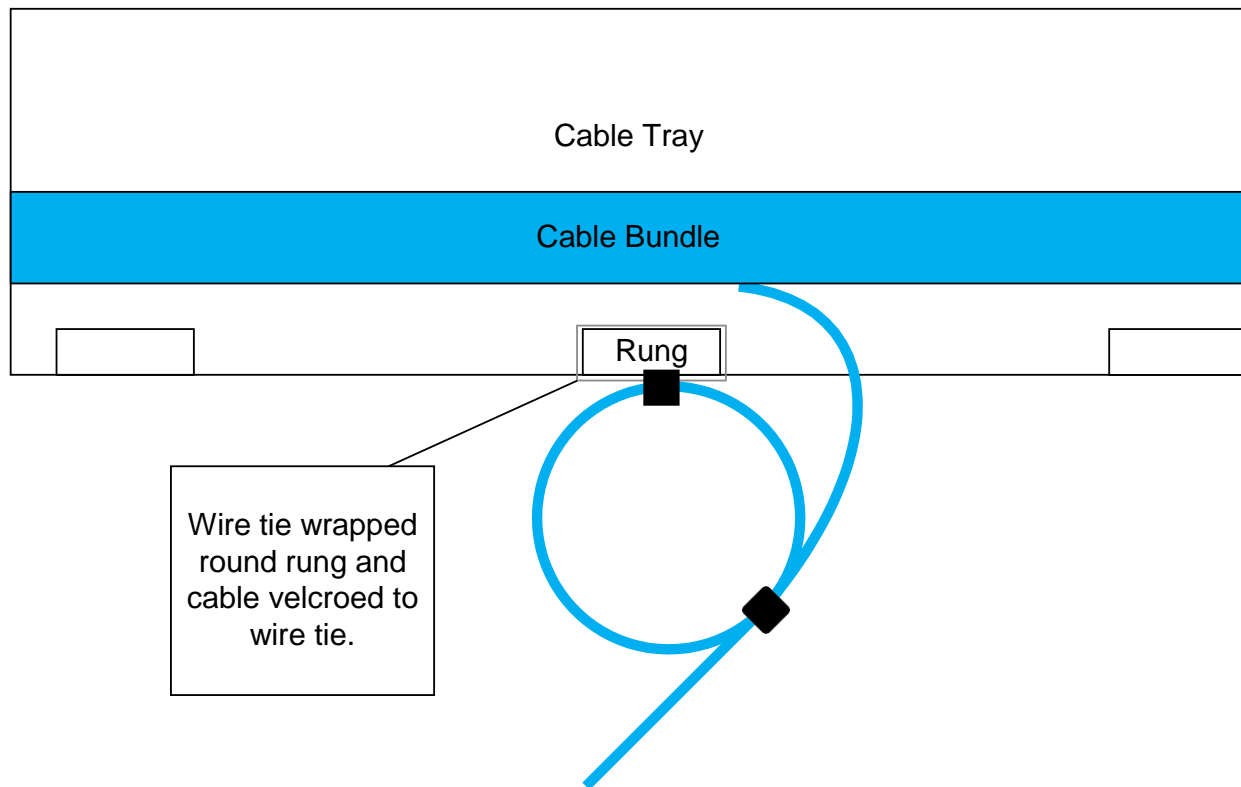 Cable Tray
Cable Bundle
Rung
Wire tie wrapped
round rung and
cable velcroed to
wire tie.